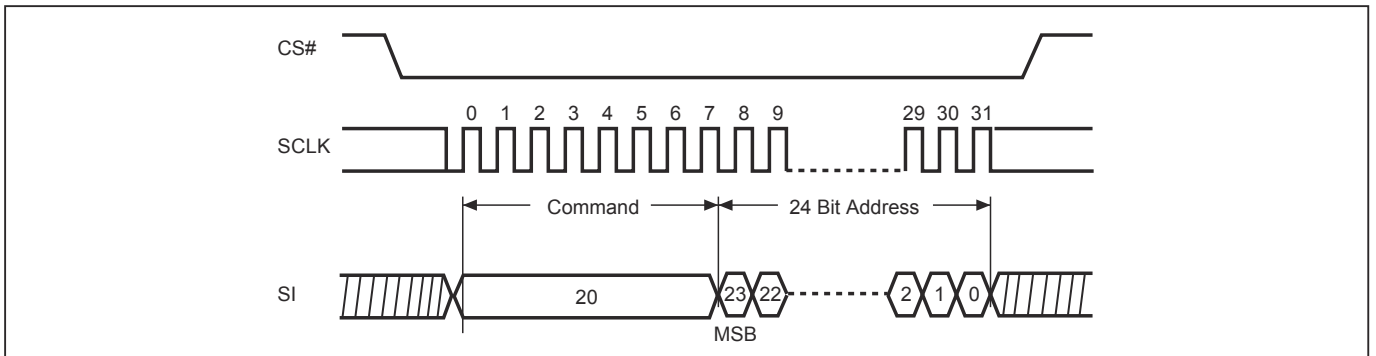 CS#
0 1 2 3 4 5 6 7 8 9 29 30 31
SCLK
Command 24 Bit Address
SI 20 23 22 2 1 0
MSB